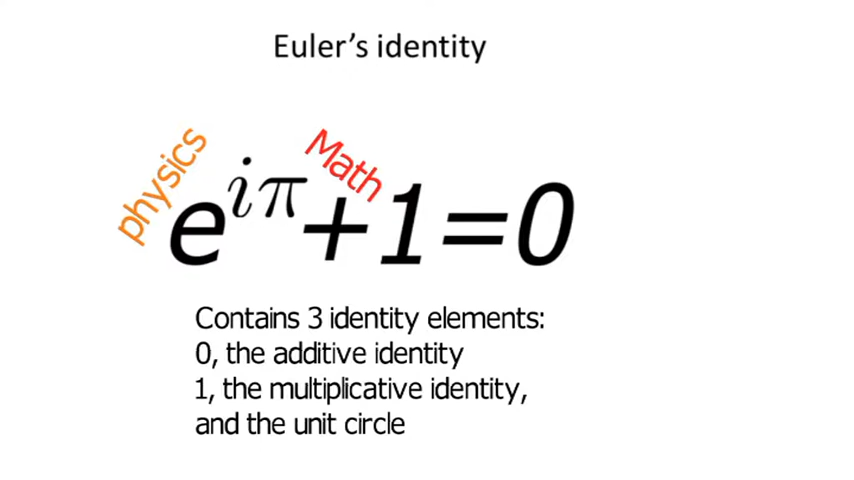 Euler's identity
physics
Math
e^{iπ}+1=0
Contains 3 identity elements:
0, the additive identity
1, the multiplicative identity,
and the unit circle